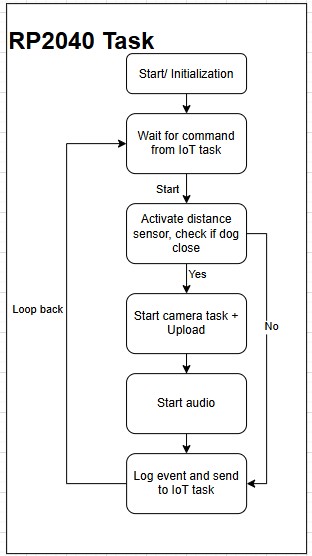 RP2040 Task
Start/ Initialization
Wait for command
from IoT task
Start
Activate distance
sensor, check if dog
close
Yes
Start camera task +
Upload
Loop back
No
Start audio
Log event and send
to IoT task